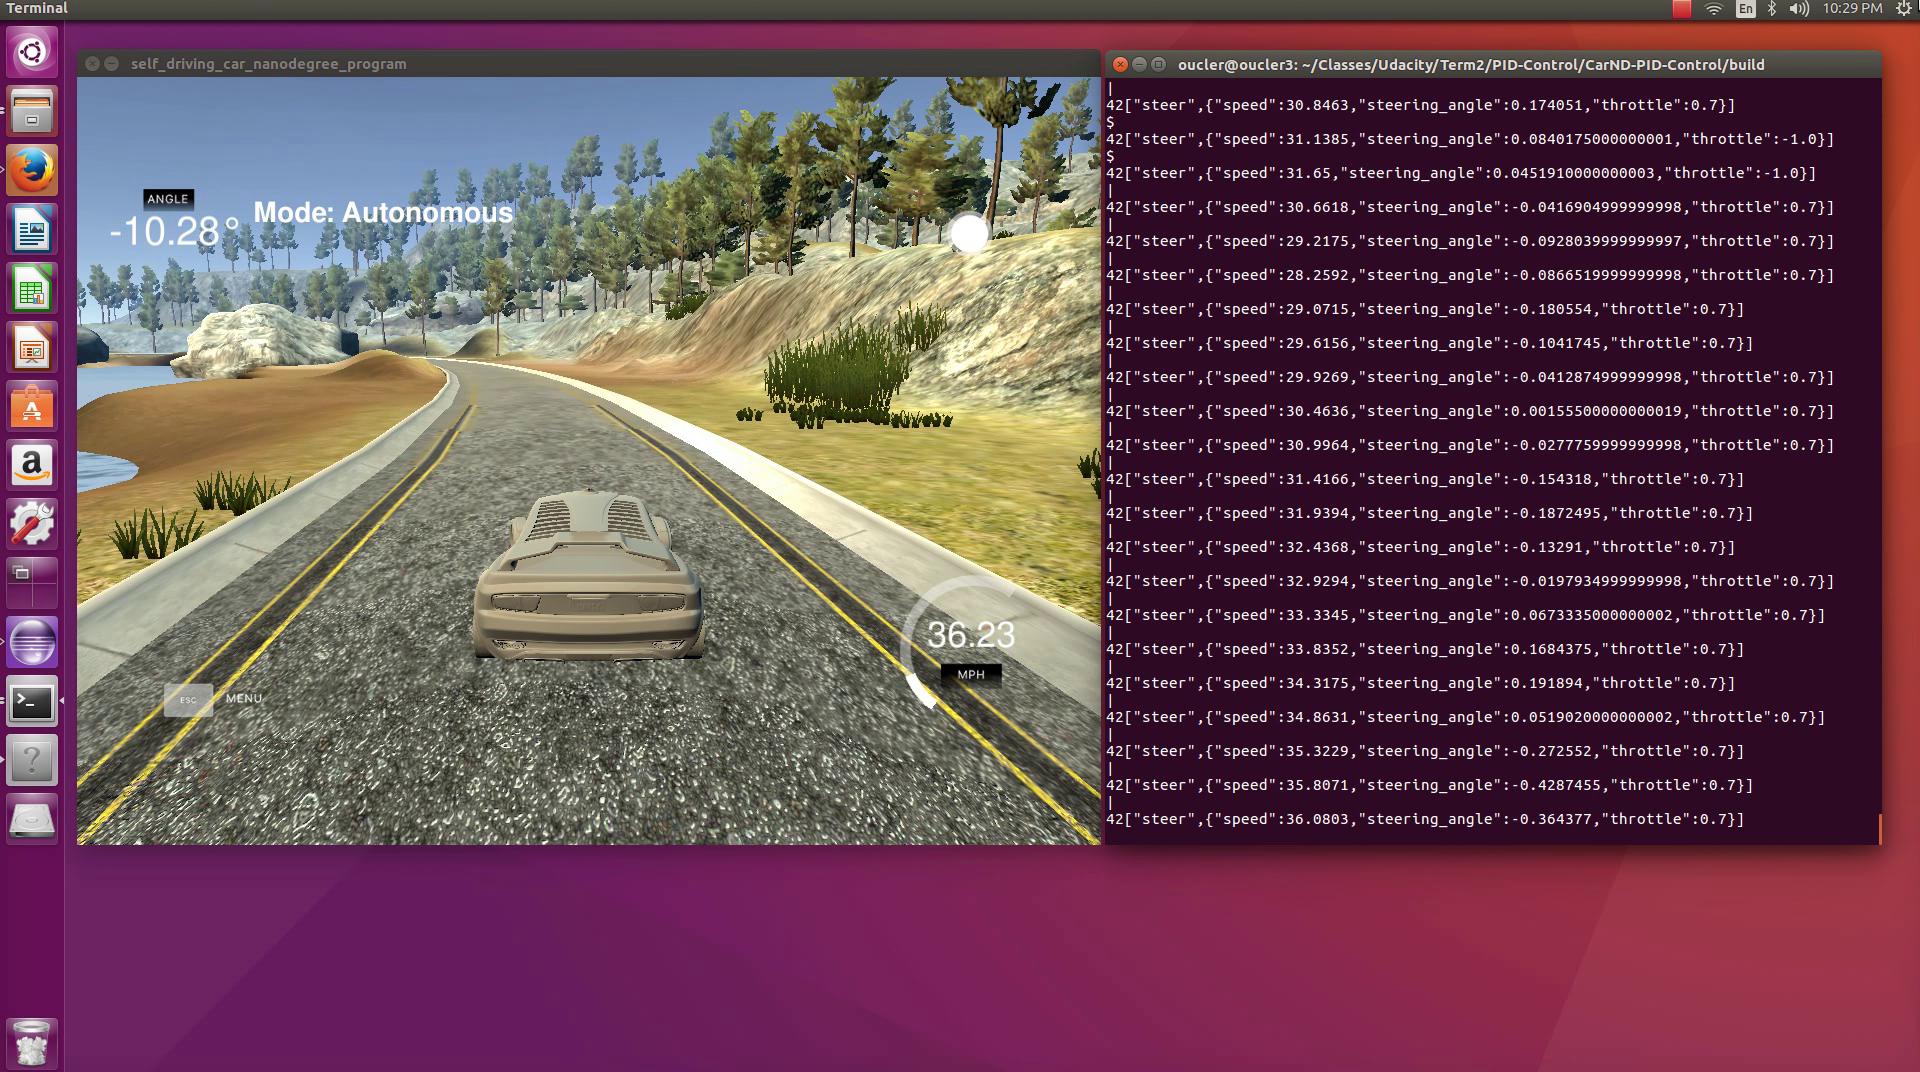 Terminal
En
10:29 PM
self_driving_car_nanodegree_program
ANGLE
-10.28°
Mode: Autonomous
36.23
MPH
ESC
MENU
a
>_
?
oucler@oucler3: ~/Classes/Udacity/Term2/PID-Control/CarND-PID-Control/build
|
42["steer",{"speed":30.8463,"steering_angle":0.174051,"throttle":0.7}]
$
42["steer",{"speed":31.1385,"steering_angle":0.0840175000000001,"throttle":-1.0}]
$
42["steer",{"speed":31.65,"steering_angle":0.0451910000000003,"throttle":-1.0}]
|
42["steer",{"speed":30.6618,"steering_angle":-0.0416904999999998,"throttle":0.7}]
|
42["steer",{"speed":29.2175,"steering_angle":-0.0928039999999997,"throttle":0.7}]
|
42["steer",{"speed":28.2592,"steering_angle":-0.0866519999999998,"throttle":0.7}]
|
42["steer",{"speed":29.0715,"steering_angle":-0.180554,"throttle":0.7}]
|
42["steer",{"speed":29.6156,"steering_angle":-0.1041745,"throttle":0.7}]
|
42["steer",{"speed":29.9269,"steering_angle":-0.0412874999999998,"throttle":0.7}]
|
42["steer",{"speed":30.4636,"steering_angle":0.00155500000000019,"throttle":0.7}]
|
42["steer",{"speed":30.9964,"steering_angle":-0.0277759999999998,"throttle":0.7}]
|
42["steer",{"speed":31.4166,"steering_angle":-0.154318,"throttle":0.7}]
|
42["steer",{"speed":31.9394,"steering_angle":-0.1872495,"throttle":0.7}]
|
42["steer",{"speed":32.4368,"steering_angle":-0.13291,"throttle":0.7}]
|
42["steer",{"speed":32.9294,"steering_angle":-0.0197934999999998,"throttle":0.7}]
|
42["steer",{"speed":33.3345,"steering_angle":0.0673335000000002,"throttle":0.7}]
|
42["steer",{"speed":33.8352,"steering_angle":0.1684375,"throttle":0.7}]
|
42["steer",{"speed":34.3175,"steering_angle":0.191894,"throttle":0.7}]
|
42["steer",{"speed":34.8631,"steering_angle":0.0519020000000002,"throttle":0.7}]
|
42["steer",{"speed":35.3229,"steering_angle":-0.272552,"throttle":0.7}]
|
42["steer",{"speed":35.8071,"steering_angle":-0.4287455,"throttle":0.7}]
|
42["steer",{"speed":36.0803,"steering_angle":-0.364377,"throttle":0.7}]